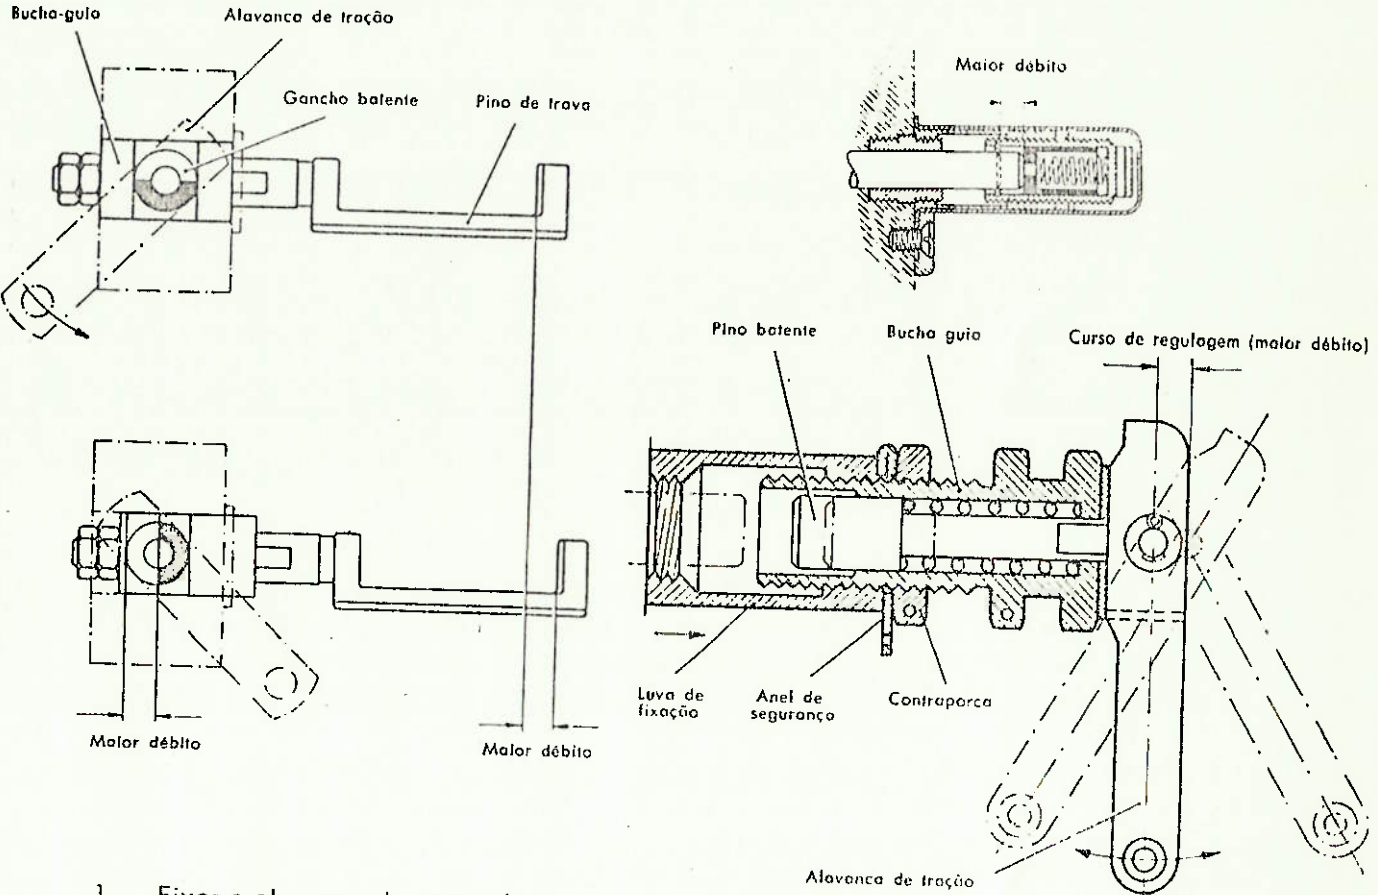 Bucha-guia
Alavanca de tração
Gancho batente
Pino de trava
Maior débito
Pino batente
Bucha guia
Curso de regulagem (maior débito)
Luva de
fixação
Anel de
segurança
Contraporca
Maior débito
Maior débito
Alavanca de tração
1